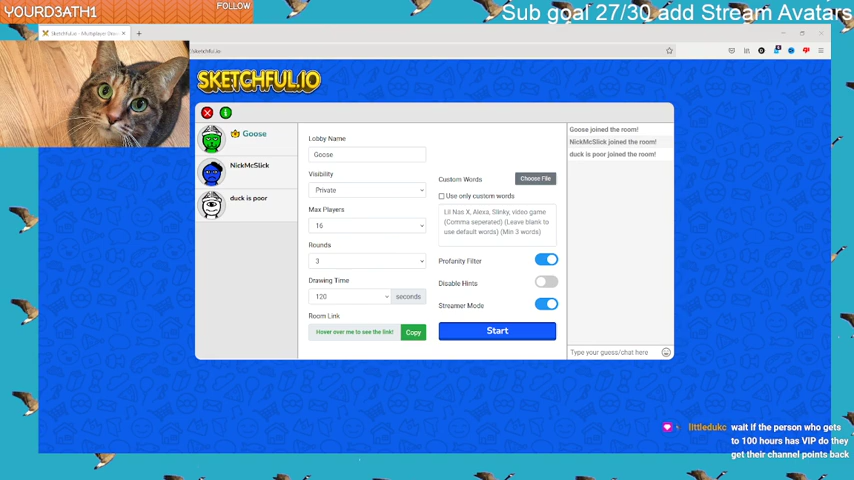 YOURD3ATH1
FOLLOW
Sub goal 27/30 add Stream Avatars
SKETCHFUL.IO
Goose
NickMcSlick
duck is poor
Lobby Name
Goose
Visibility
Private
Max Players
16
Rounds
3
Drawing Time
120
seconds
Room Link
Hover over me to see the link!
Copy
Custom Words
Choose File
Use only custom words
Lil Nas X, Alexa, Slinky, video game
(Comma seperated) (Leave blank to
use default words) (Min 3 words)
Profanity Filter
Disable Hints
Streamer Mode
Start
Goose joined the room!
NickMcSlick joined the room!
duck is poor joined the room!
Type your guess/chat here
littledukc wait if the person who gets
to 100 hours has VIP do they
get their channel points back